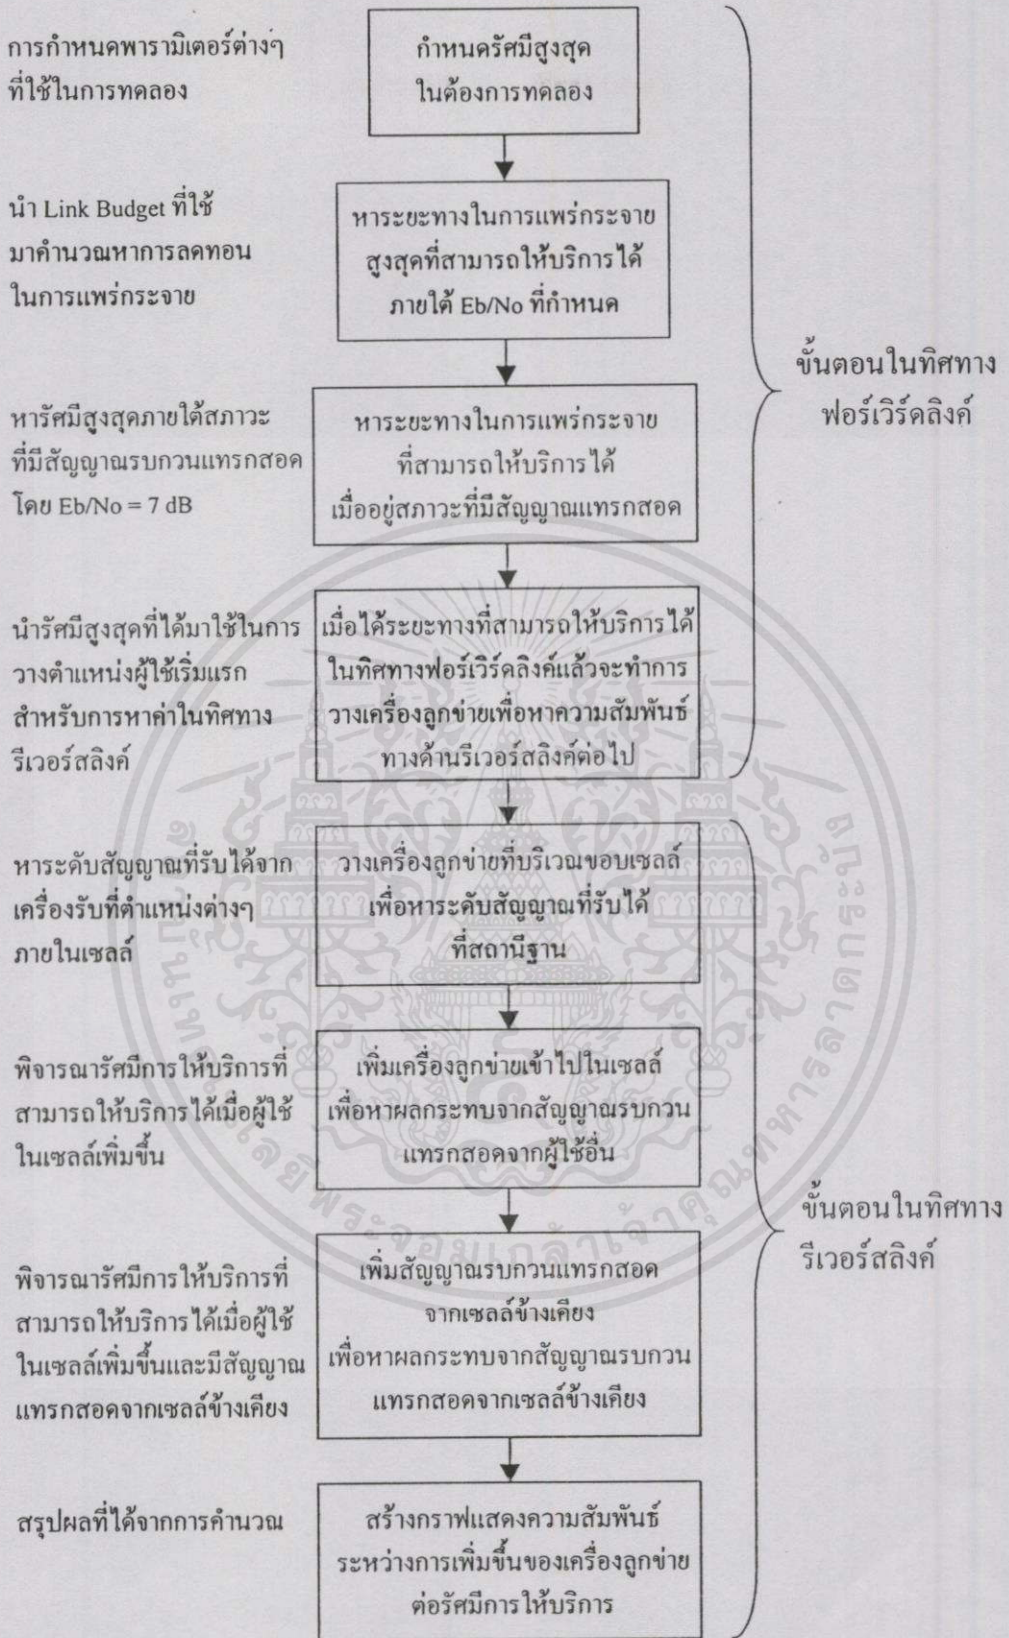 การกำหนดพารามิเตอร์ต่างๆ
ที่ใช้ในการทดลอง
กำหนดรัศมีสูงสุด
ในต้องการทดลอง
นำ Link Budget ที่ใช้
มาคำนวณหาการลดทอน
ในการแพร่กระจาย
หาระยะทางในการแพร่กระจาย
สูงสุดที่สามารถให้บริการได้
ภายใต้ Eb/No ที่กำหนด
ขั้นตอนในทิศทาง
ฟอร์เวิร์ดลิงค์
หารัศมีสูงสุดภายใต้สภาวะ
ที่มีสัญญาณรบกวนแทรกสอด
โดย Eb/No = 7 dB
หาระยะทางในการแพร่กระจาย
ที่สามารถให้บริการได้
เมื่ออยู่สภาวะที่มีสัญญาณแทรกสอด
นำรัศมีสูงสุดที่ได้มาใช้ในการ
วางตำแหน่งผู้ใช้เริ่มแรก
สำหรับการหาค่าในทิศทาง
รีเวอร์สลิงค์
เมื่อได้ระยะทางที่สามารถให้บริการได้
ในทิศทางฟอร์เวิร์ดลิงค์แล้วจะทำการ
วางเครื่องลูกข่ายเพื่อหาความสัมพันธ์
ทางด้านรีเวอร์สลิงค์ต่อไป
หาระดับสัญญาณที่รับได้จาก
เครื่องรับที่ตำแหน่งต่างๆ
ภายในเซลล์
วางเครื่องลูกข่ายที่บริเวณขอบเซลล์
เพื่อหาระดับสัญญาณที่รับได้
ที่สถานีฐาน
พิจารณารัศมีการให้บริการที่
สามารถให้บริการได้เมื่อผู้ใช้
ในเซลล์เพิ่มขึ้น
เพิ่มเครื่องลูกข่ายเข้าไปในเซลล์
เพื่อหาผลกระทบจากสัญญาณรบกวน
แทรกสอดจากผู้ใช้อื่น
ขั้นตอนในทิศทาง
รีเวอร์สลิงค์
พิจารณารัศมีการให้บริการที่
สามารถให้บริการได้เมื่อผู้ใช้
ในเซลล์เพิ่มขึ้นและมีสัญญาณ
แทรกสอดจากเซลล์ข้างเคียง
เพิ่มสัญญาณรบกวนแทรกสอด
จากเซลล์ข้างเคียง
เพื่อหาผลกระทบจากสัญญาณรบกวน
แทรกสอดจากเซลล์ข้างเคียง
สรุปผลที่ได้จากการคำนวณ
สร้างกราฟแสดงความสัมพันธ์
ระหว่างการเพิ่มขึ้นของเครื่องลูกข่าย
ต่อรัศมีการให้บริการ
สถาบันเทคโนโลยีพระจอมเกล้าเจ้าคุณทหารลาดกระบัง